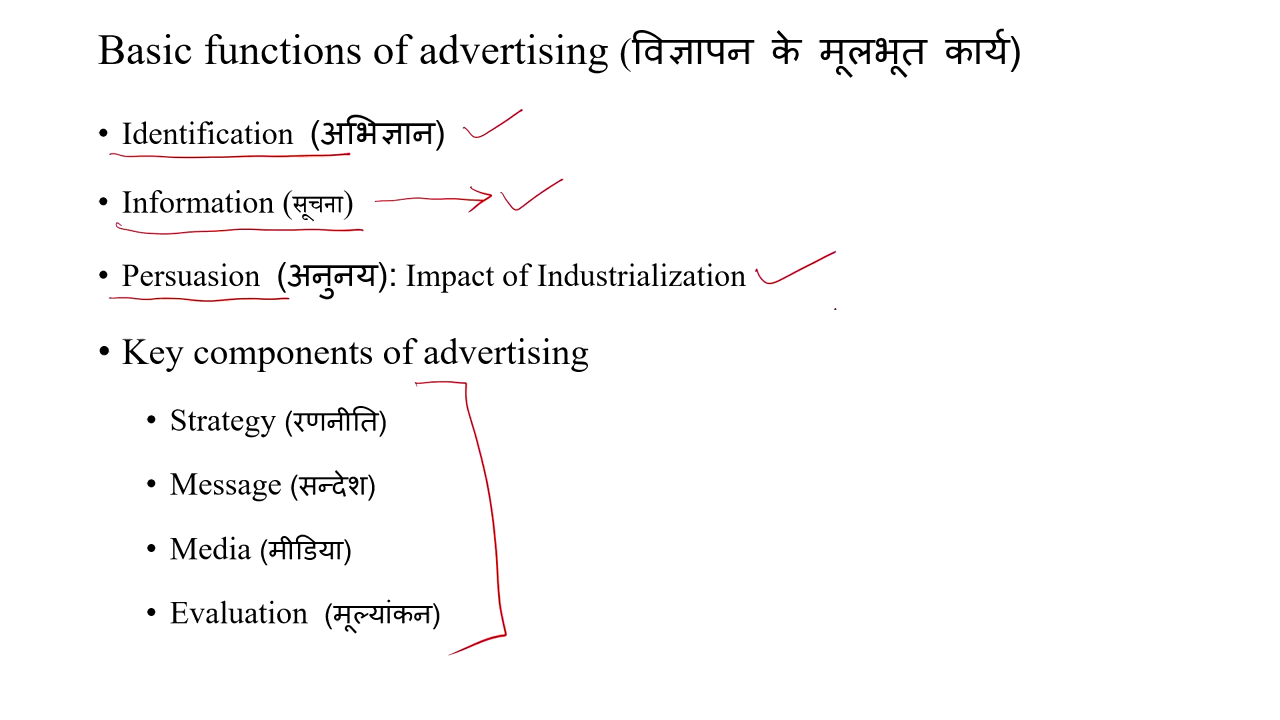 Basic functions of advertising (विज्ञापन के मूलभूत कार्य)
• Identification (अभिज्ञान)
• Information (सूचना)
• Persuasion (अनुनय): Impact of Industrialization
• Key components of advertising
• Strategy (रणनीति)
• Message (सन्देश)
• Media (मीडिया)
• Evaluation (मूल्यांकन)